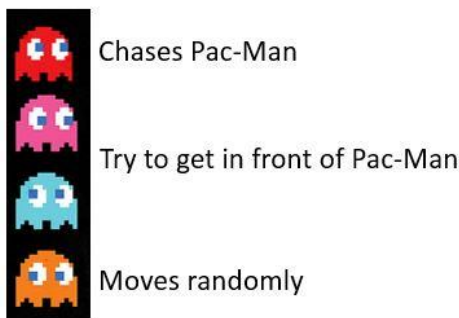 Chases Pac-Man
Try to get in front of Pac-Man
Moves randomly